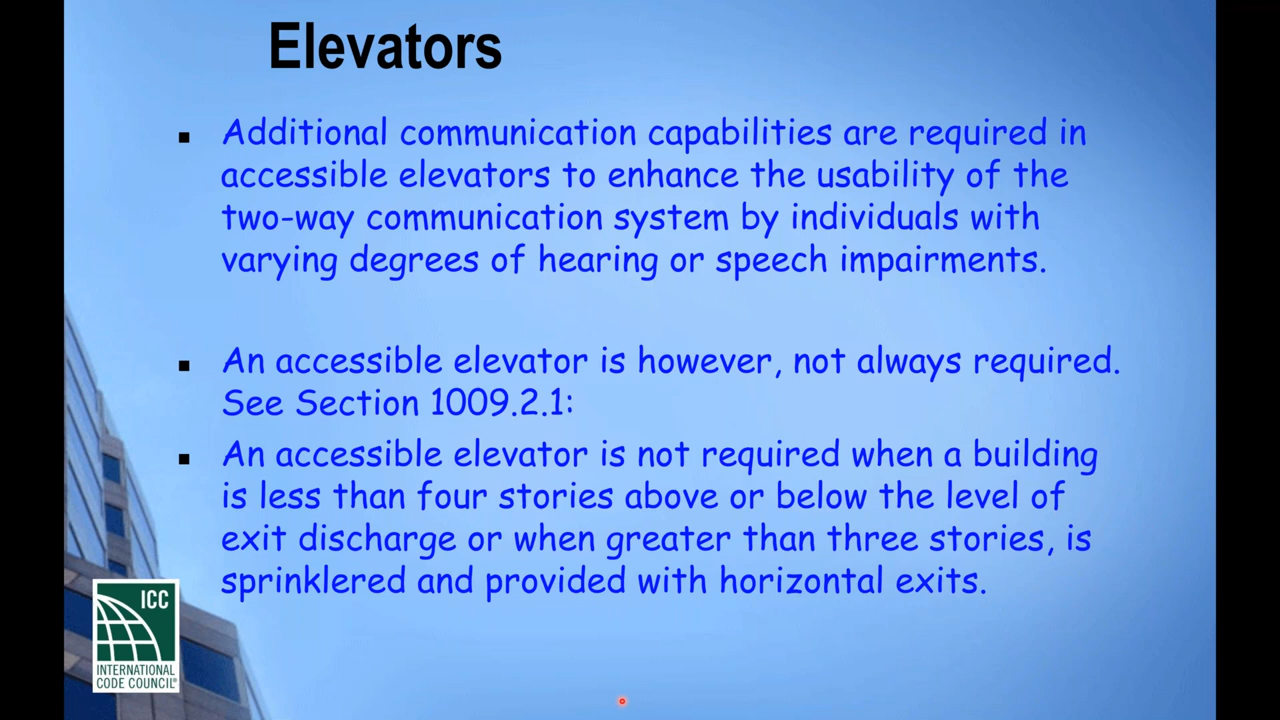 Elevators
Additional communication capabilities are required in
accessible elevators to enhance the usability of the
two-way communication system by individuals with
varying degrees of hearing or speech impairments.
An accessible elevator is however, not always required.
See Section 1009.2.1:
An accessible elevator is not required when a building
is less than four stories above or below the level of
exit discharge or when greater than three stories, is
sprinklered and provided with horizontal exits.
ICC
INTERNATIONAL
CODE COUNCIL®